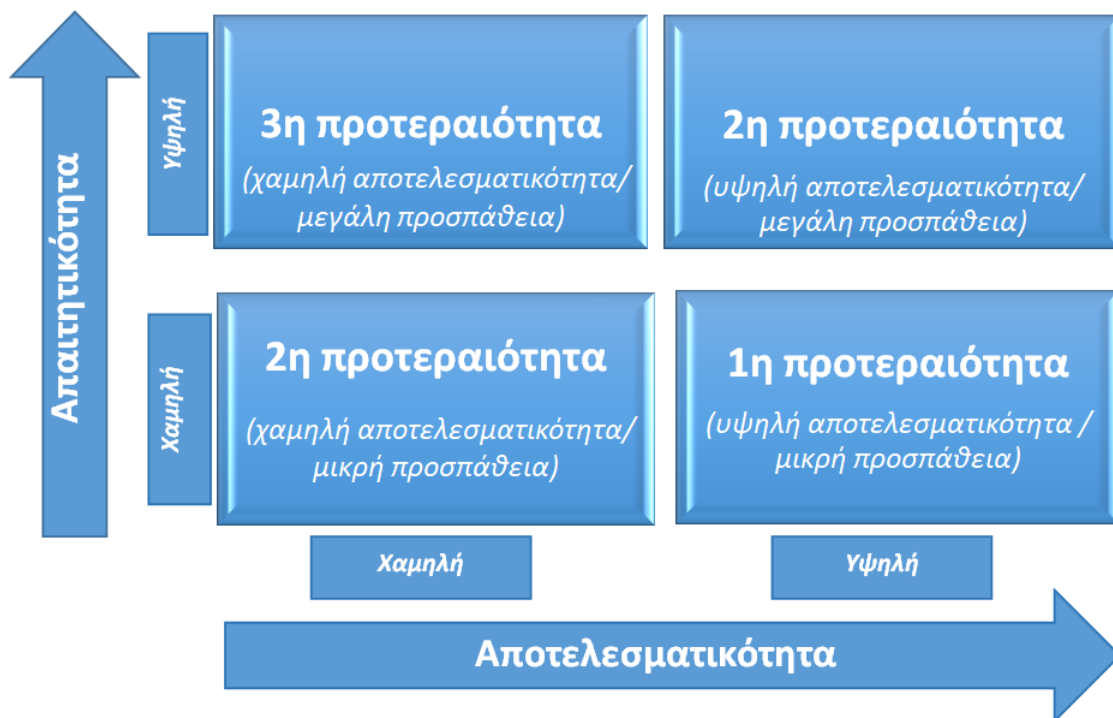 Απαιτητικότητα
Υψηλή
3η προτεραιότητα
(χαμηλή αποτελεσματικότητα/
μεγάλη προσπάθεια)
2η προτεραιότητα
(υψηλή αποτελεσματικότητα/
μεγάλη προσπάθεια)
Χαμηλή
2η προτεραιότητα
(χαμηλή αποτελεσματικότητα/
μικρή προσπάθεια)
1η προτεραιότητα
(υψηλή αποτελεσματικότητα /
μικρή προσπάθεια)
Χαμηλή
Υψηλή
Αποτελεσματικότητα